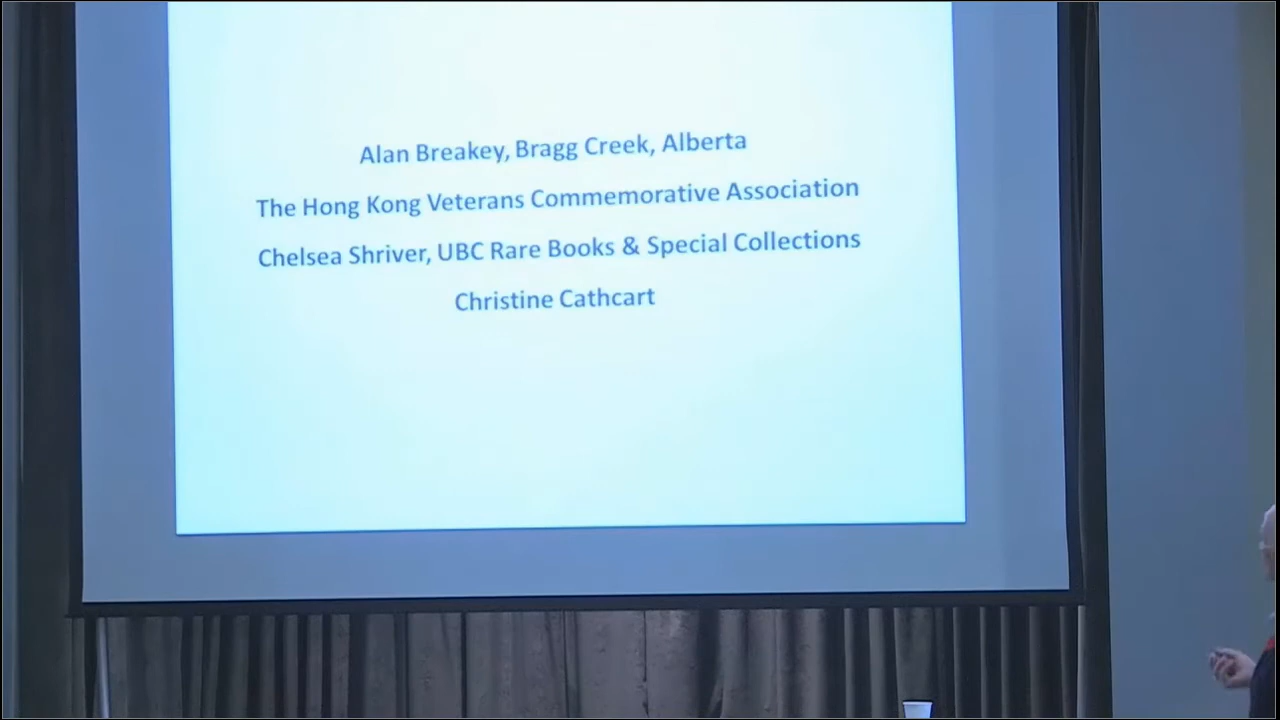 Alan Breakey, Bragg Creek, Alberta
The Hong Kong Veterans Commemorative Association
Chelsea Shriver, UBC Rare Books & Special Collections
Christine Cathcart